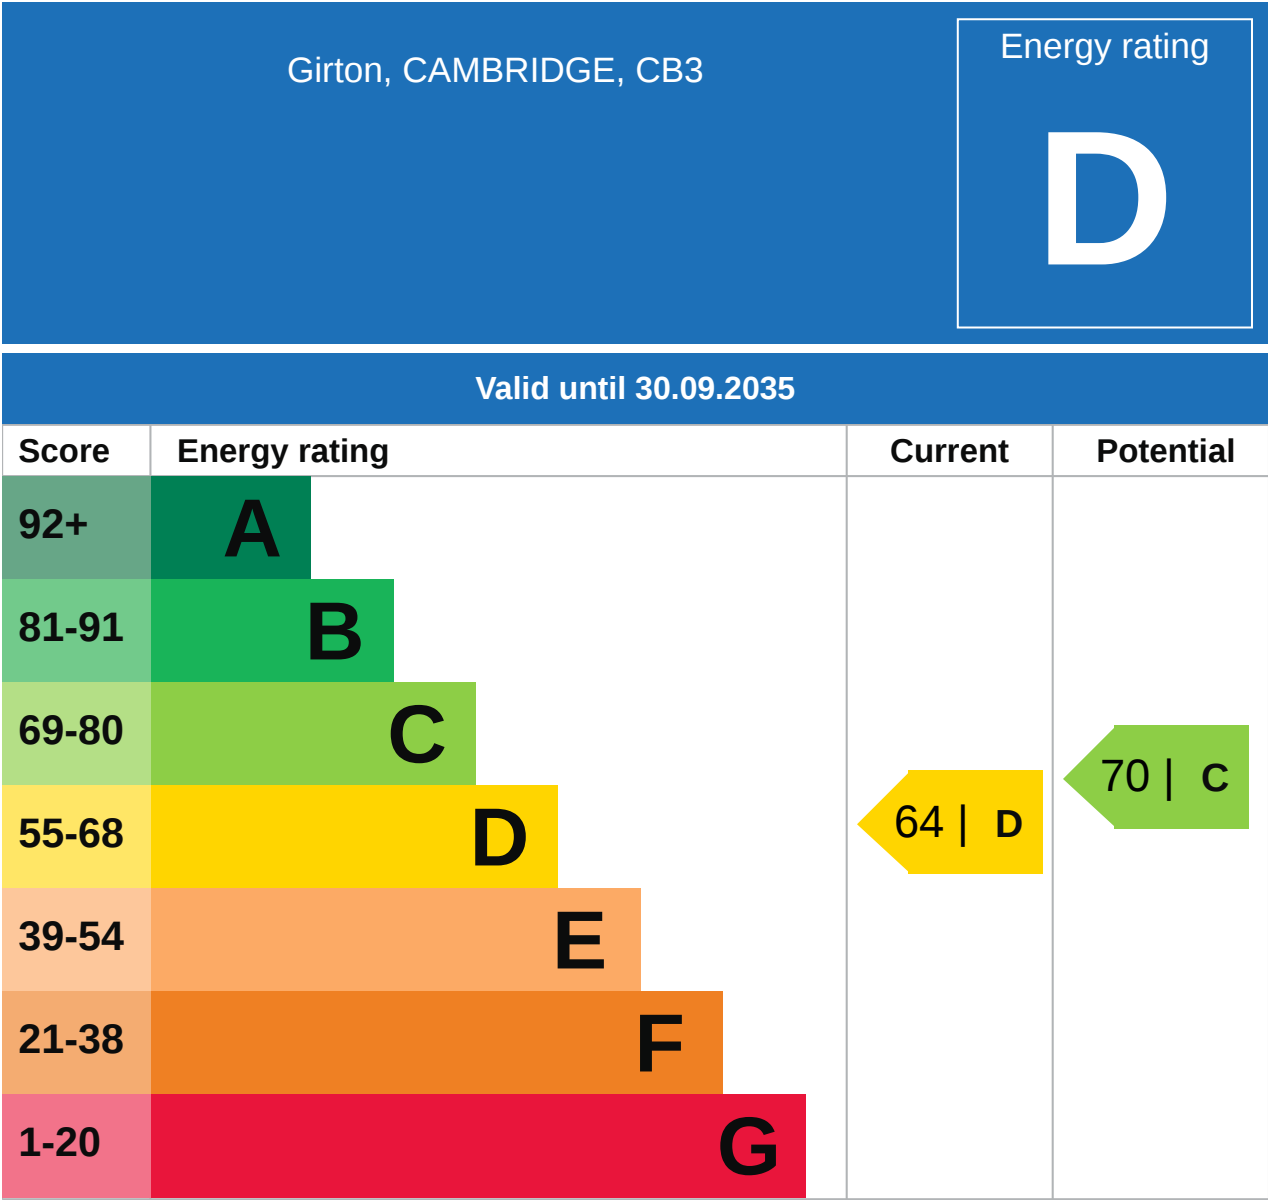 Girton, CAMBRIDGE, CB3
Energy rating
D
Valid until 30.09.2035
Score Energy rating Current Potential
92+ A
81-91 B
69-80 C
70 | C
55-68 D
64 | D
39-54 E
21-38 F
1-20 G